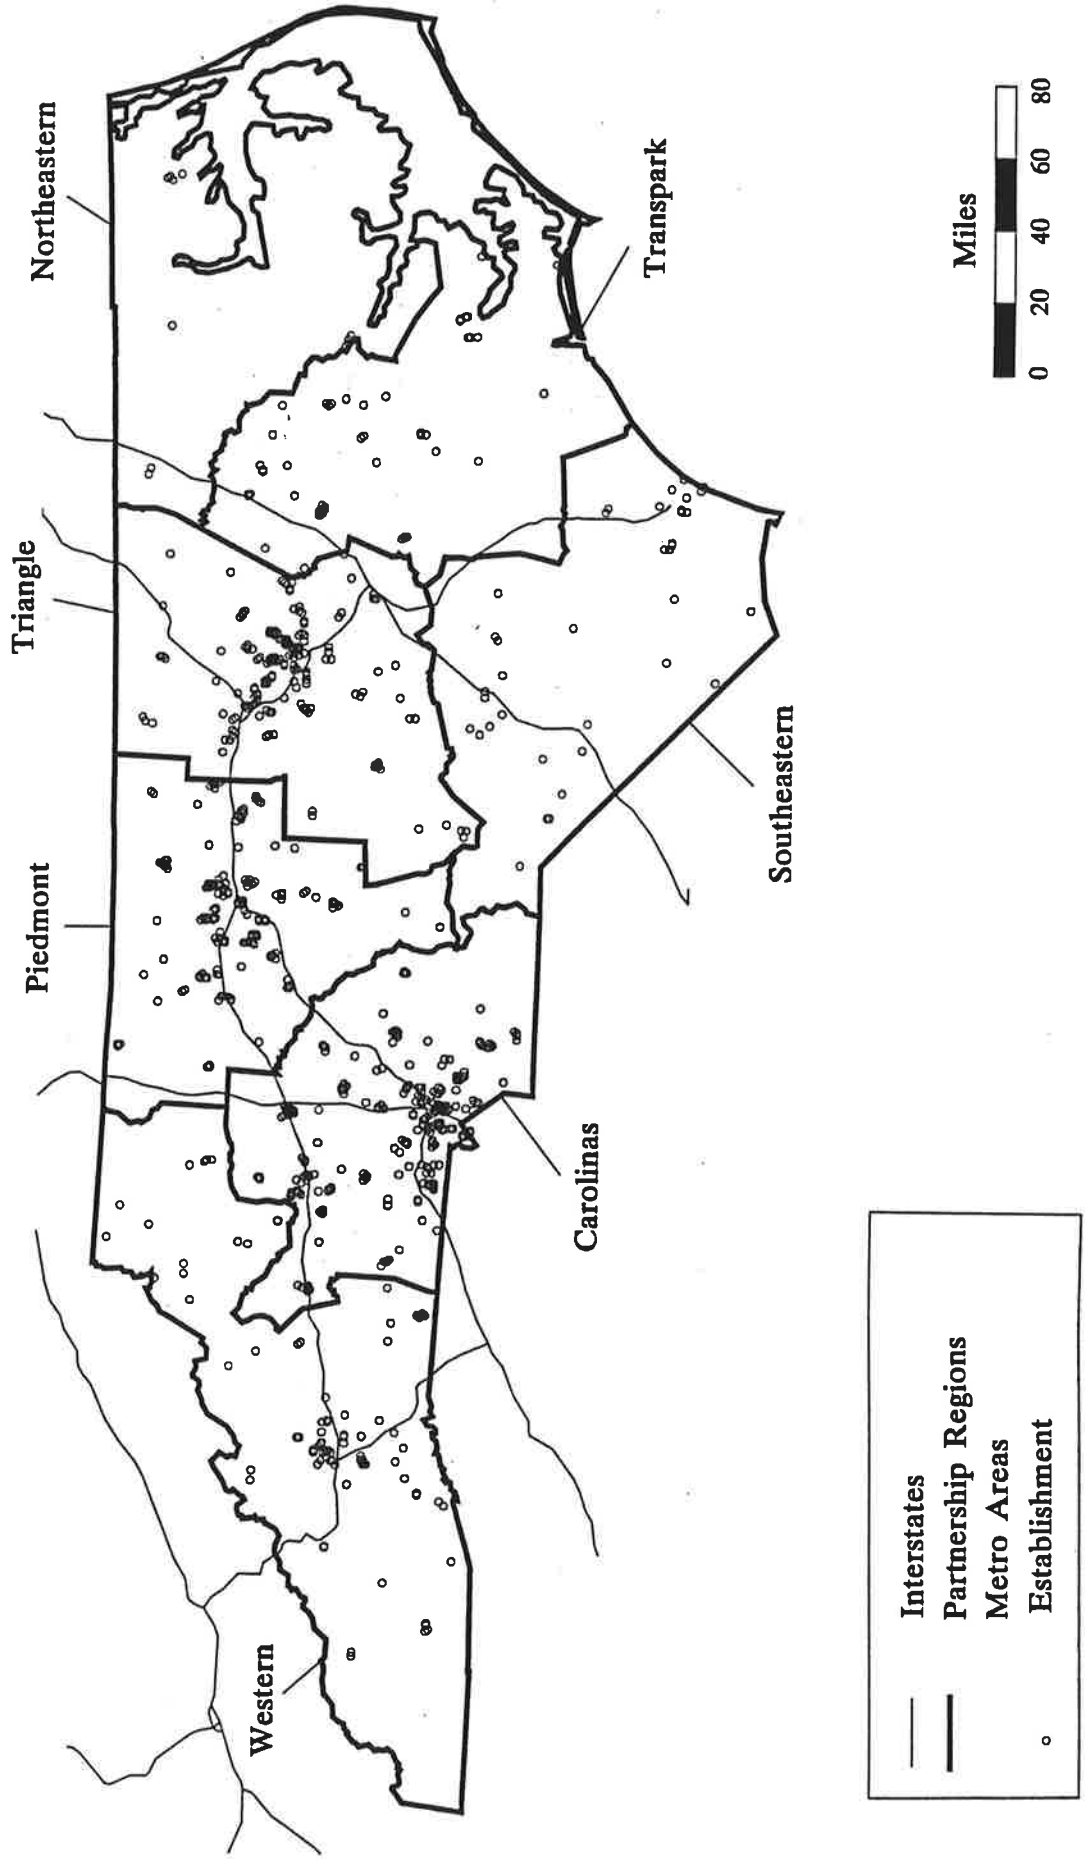 Western
Piedmont
Triangle
Northeastern
Carolinas
Southeastern
Transpark
Miles
0 20 40 60 80
Interstates
Partnership Regions
Metro Areas
Establishment